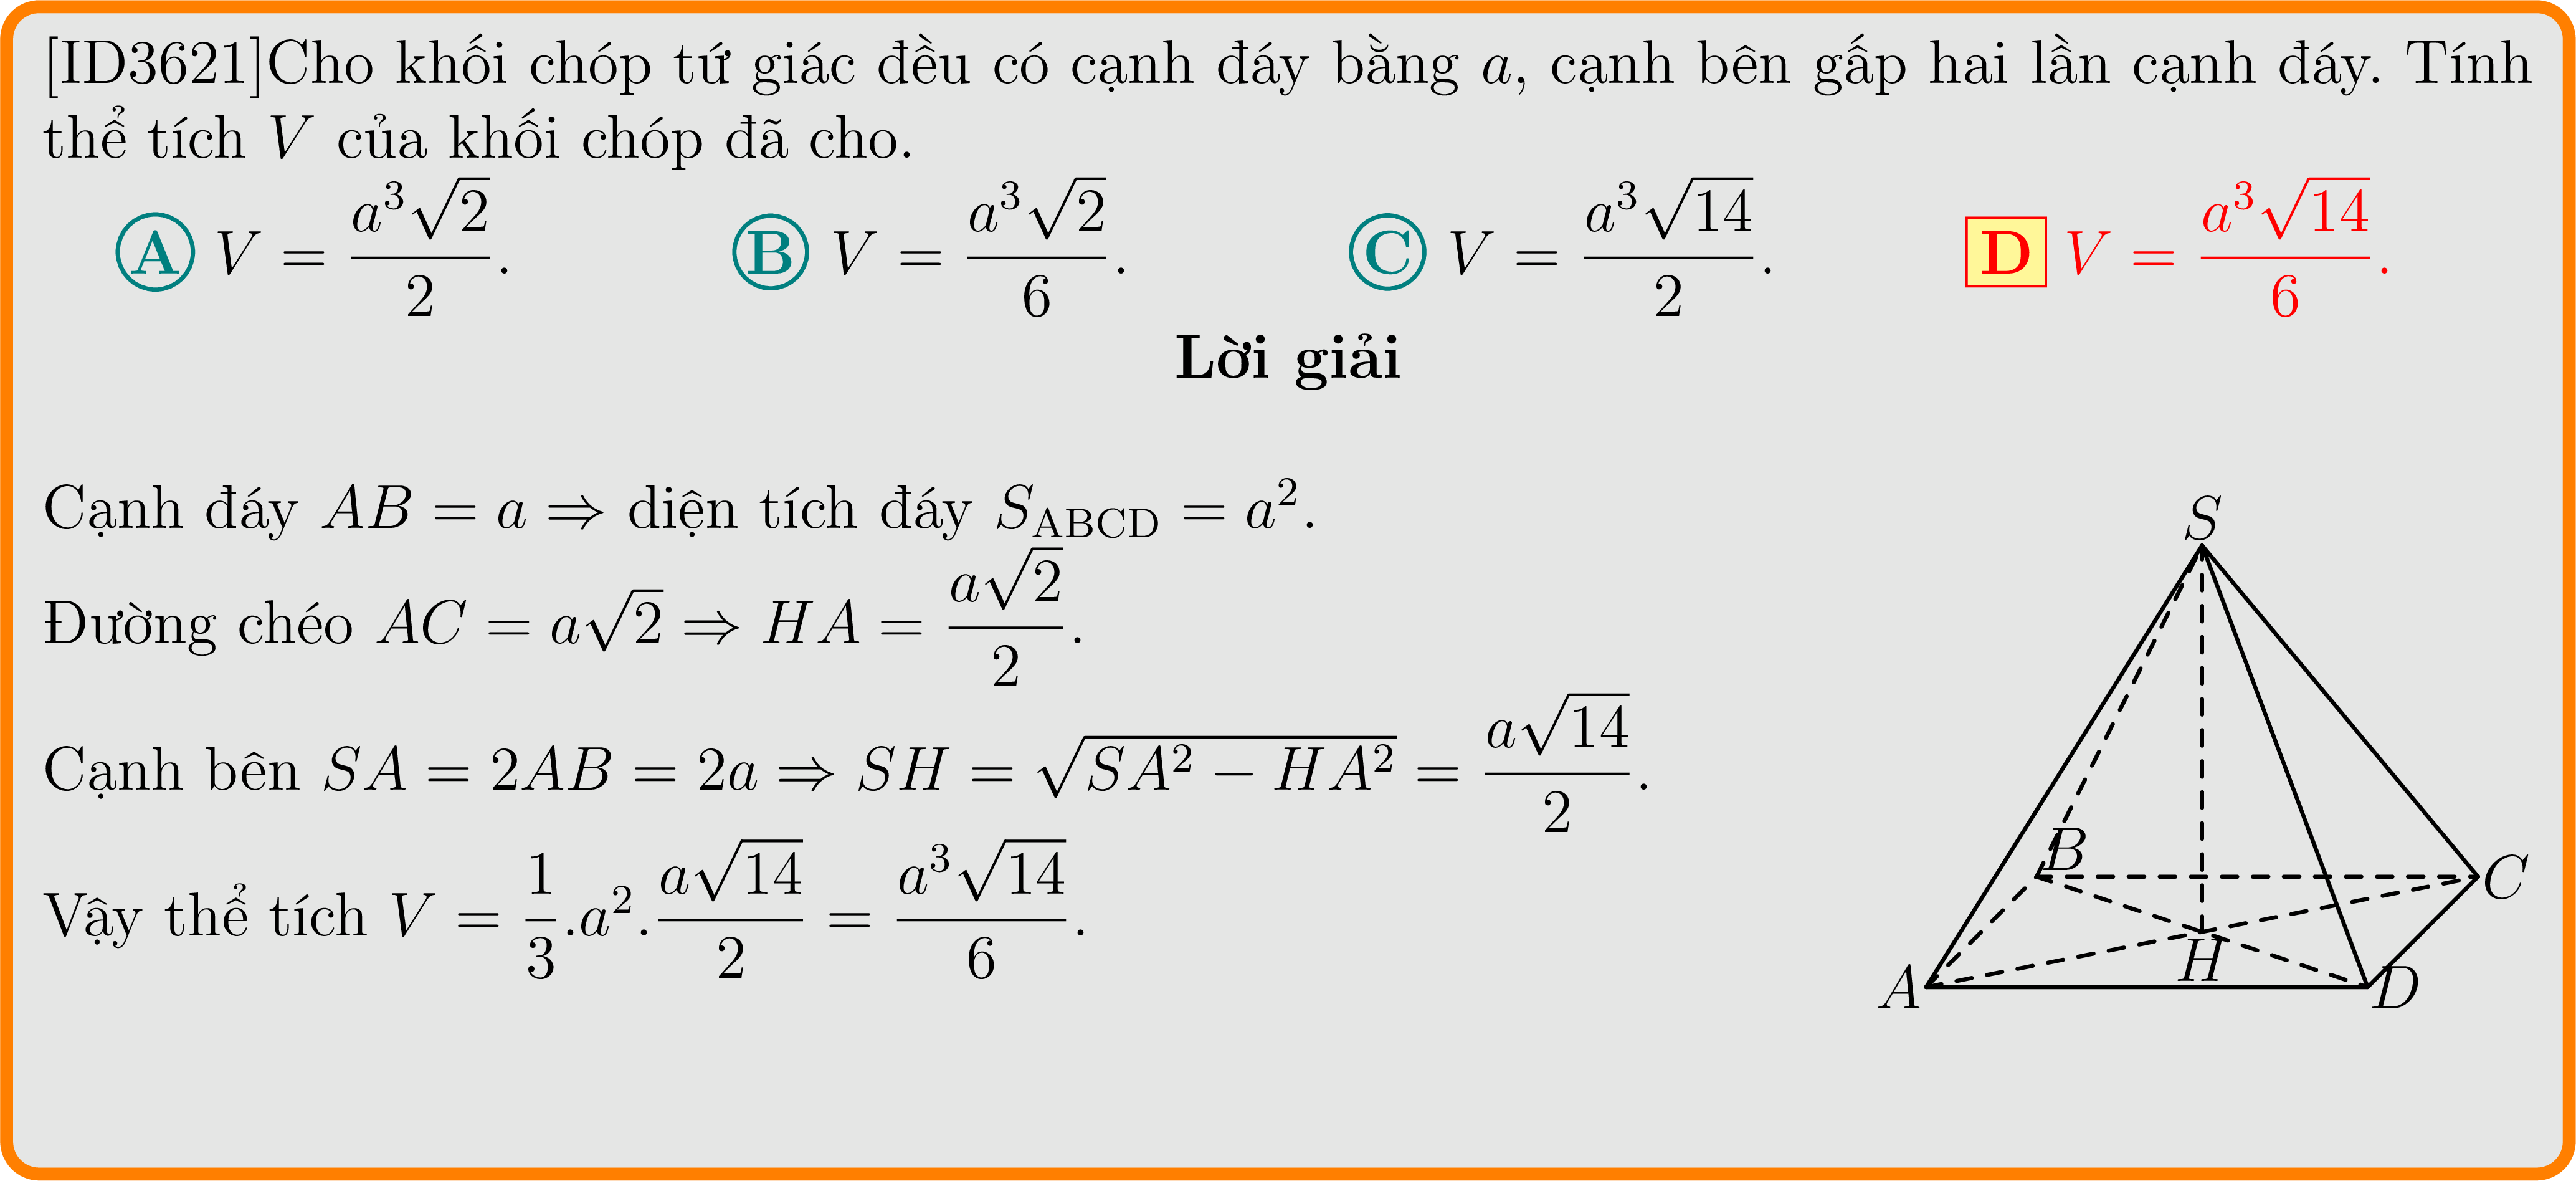 [ID3621]Cho khối chóp tứ giác đều có cạnh đáy bằng a, cạnh bên gấp hai lần cạnh đáy. Tính
thể tích V của khối chóp đã cho.
A V = \frac{a^3\sqrt{2}}{2}. B V = \frac{a^3\sqrt{2}}{6}. C V = \frac{a^3\sqrt{14}}{2}. D V = \frac{a^3\sqrt{14}}{6}.
Lời giải
Cạnh đáy AB = a ⇒ diện tích đáy S_{ABCD} = a^2.
Đường chéo AC = a\sqrt{2} ⇒ HA = \frac{a\sqrt{2}}{2}.
Cạnh bên SA = 2AB = 2a ⇒ SH = \sqrt{SA^2 − HA^2} = \frac{a\sqrt{14}}{2}.
Vậy thể tích V = \frac{1}{3}.a^2.\frac{a\sqrt{14}}{2} = \frac{a^3\sqrt{14}}{6}.
S
B
C
H
A
D